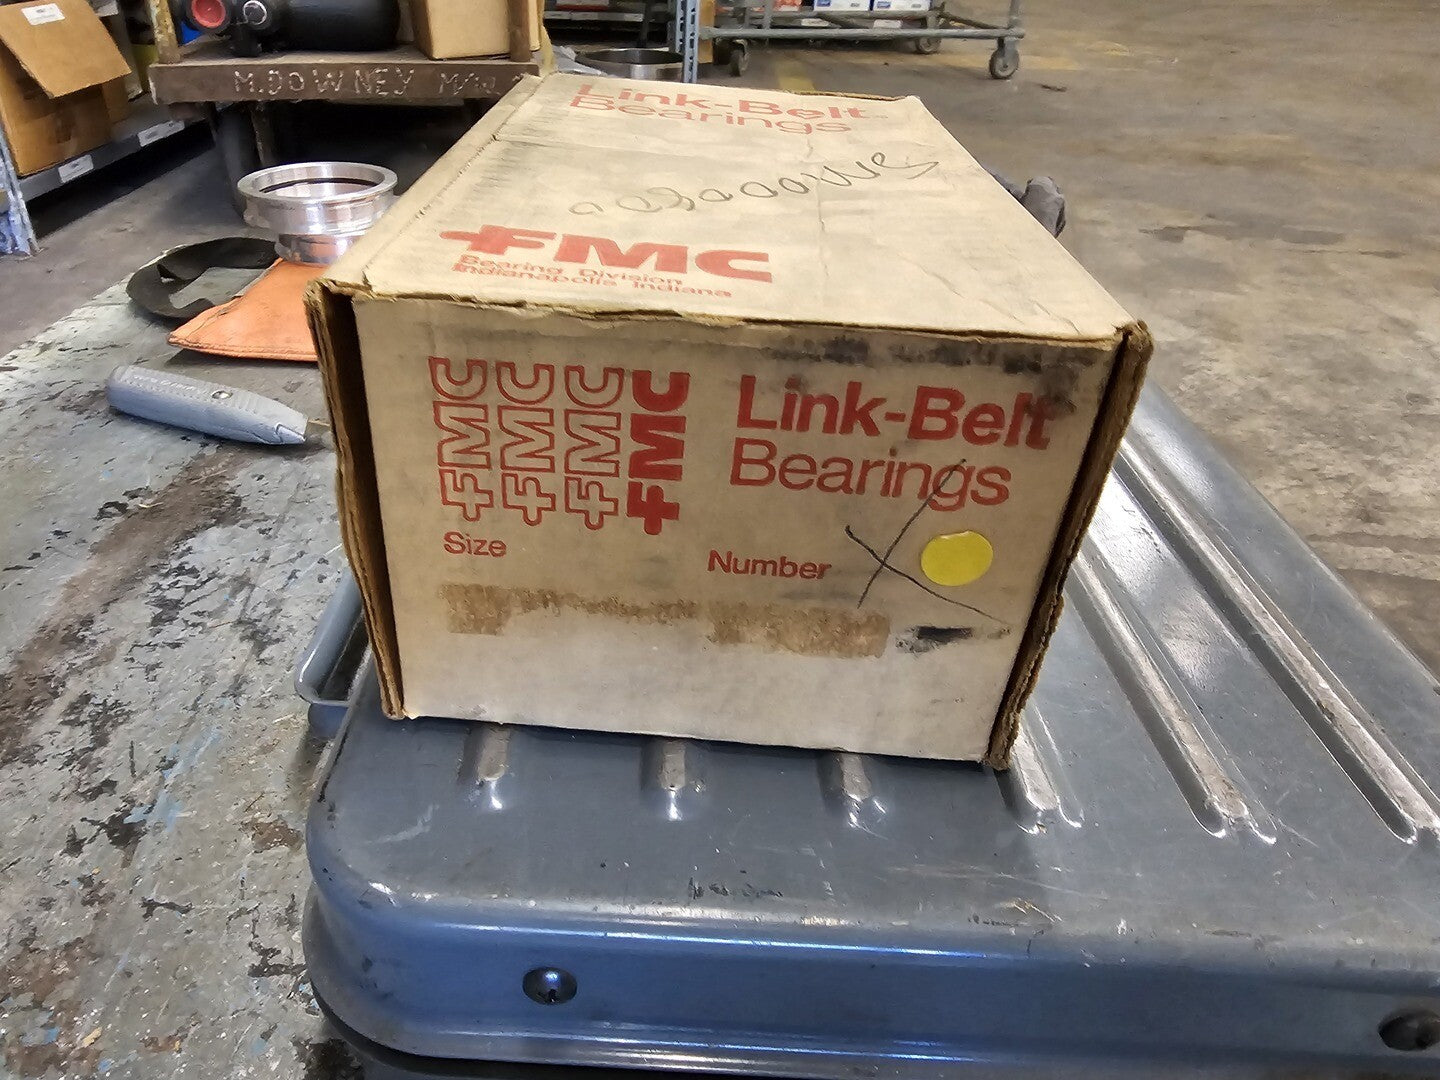 M. DOWNEY
Link-Belt
Bearings
FMC
Bearing Division
Indianapolis Indiana
FMC FMC FMC FMC
Link-Belt
Bearings
Size
Number